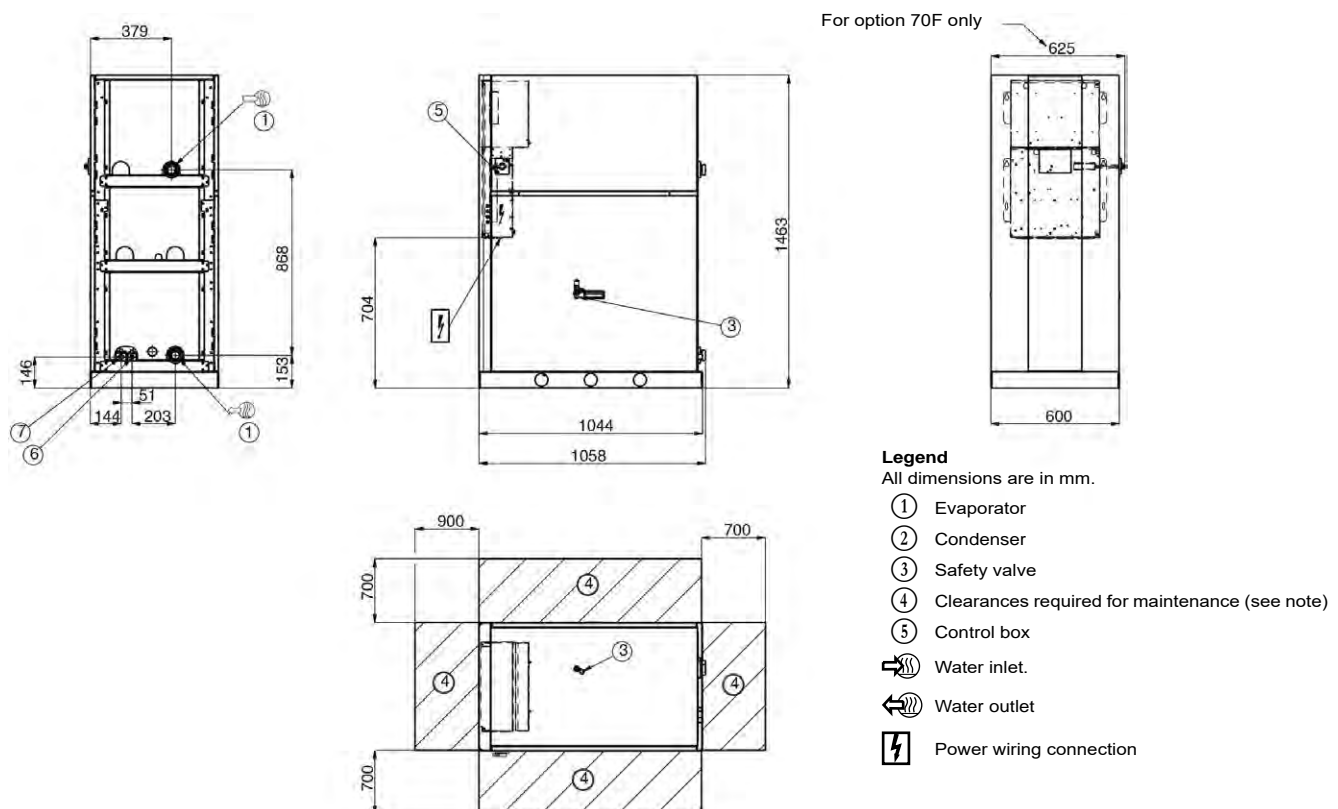 For option 70F only
379
1
868
146
153
51
144
203
7
6
1
5
704
3
1463
1044
1058
625
600
900
700
700
4
4
3
4
700
4
Legend
All dimensions are in mm.
1 Evaporator
2 Condenser
3 Safety valve
4 Clearances required for maintenance (see note)
5 Control box
Water inlet.
Water outlet
Power wiring connection